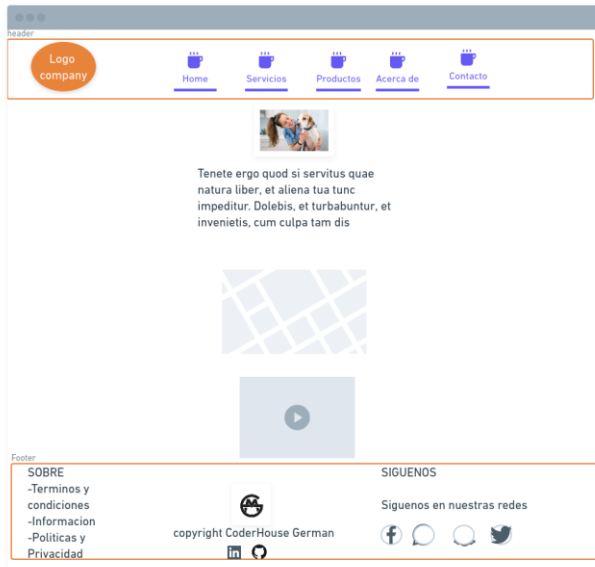 header
Logo
company
Home
Servicios
Productos
Acerca de
Contacto
Tenete ergo quod si servitus quae
natura liber, et aliena tua tunc
impeditur. Dolebis, et turbabuntur, et
invenietis, cum culpa tam dis
Footer
SOBRE
-Terminos y
condiciones
-Informacion
-Politicas y
Privacidad
copyright CoderHouse German
SIGUENOS
Siguenos en nuestras redes